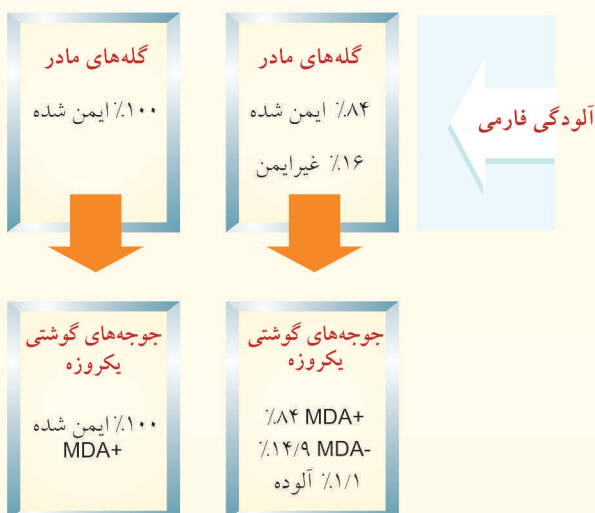 آلودگی فارمی
گله‌های مادر
۸۴٪ ایمن شده
۱۶٪ غیرایمن
گله‌های مادر
۱۰۰٪ ایمن شده
جوجه‌های گوشتی
یکروزه
۸۴٪ MDA+
۱۴/۹٪ MDA-
۱/۱٪ آلوده
جوجه‌های گوشتی
یکروزه
۱۰۰٪ ایمن شده
MDA+